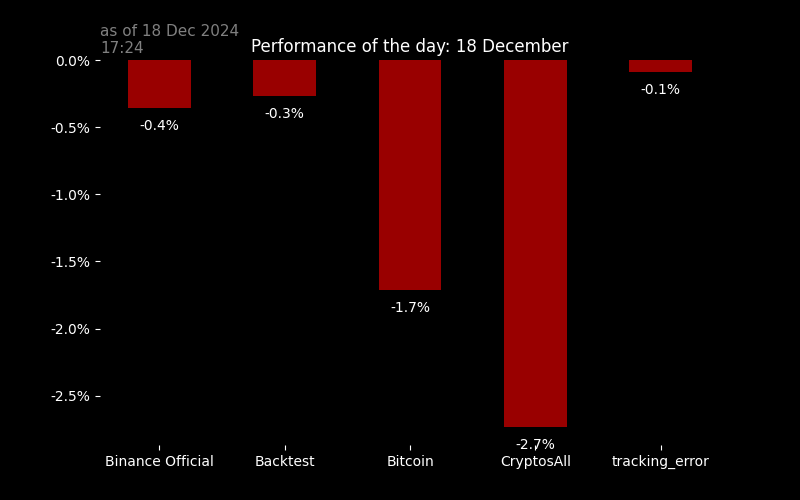 as of 18 Dec 2024
17:24
Performance of the day: 18 December
0.0%
-0.5%
-1.0%
-1.5%
-2.0%
-2.5%
-0.4%
-0.3%
-1.7%
-2.7%
-0.1%
Binance Official
Backtest
Bitcoin
CryptosAll
tracking_error